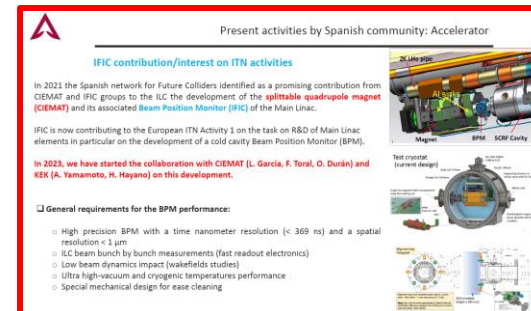 Present activities by Spanish community: Accelerator
IFIC contribution/interest on ITN activities
In 2021 the Spanish network for Future Colliders identified as a promising contribution from
CIEMAT and IFIC groups to the ILC the development of the splittable quadrupole magnet
(CIEMAT) and its associated Beam Position Monitor (IFIC) of the Main Linac.
IFIC is now contributing to the European ITN Activity 1 on the task on R&D of Main Linac
elements in particular on the development of a cold cavity Beam Position Monitor (BPM).
In 2023, we have started the collaboration with CIEMAT (L. García, F. Toral, O. Durán) and
KEK (A. Yamamoto, H. Hayano) on this development.
General requirements for the BPM performance:
High precision BPM with a time nanometer resolution (< 369 ns) and a spatial
resolution < 1 μm
ILC beam bunch by bunch measurements (fast readout electronics)
Low beam dynamics impact (wakefields studies)
Ultra high-vacuum and cryogenic temperatures performance
Special mechanical design for ease cleaning
2K LHe pipe
Al sinks
Magnet
BPM
SCRF Cavity
Test cryostat
(current design)